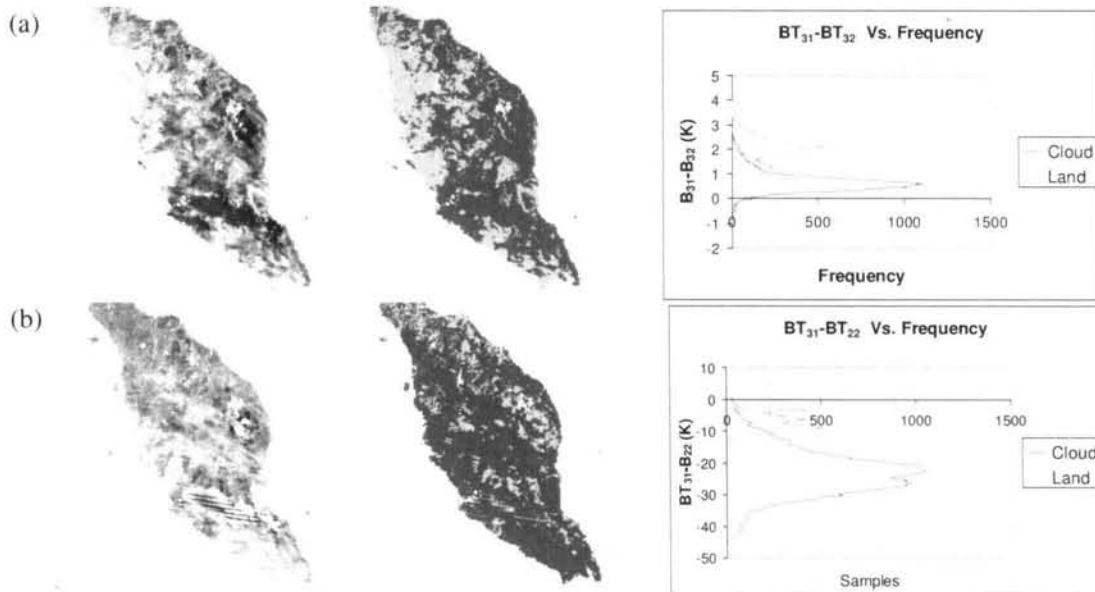 (a)
BT₃₁-BT₃₂ Vs. Frequency
B₃₁-B₃₂ (K)
5
4
3
2
1
0
-1
-2
0 500 1000 1500
Frequency
Cloud
Land
(b)
BT₃₁-BT₂₂ Vs. Frequency
BT₃₁-B₂₂ (K)
10
0
-10
-20
-30
-40
-50
0 500 1000 1500
Samples
Cloud
Land